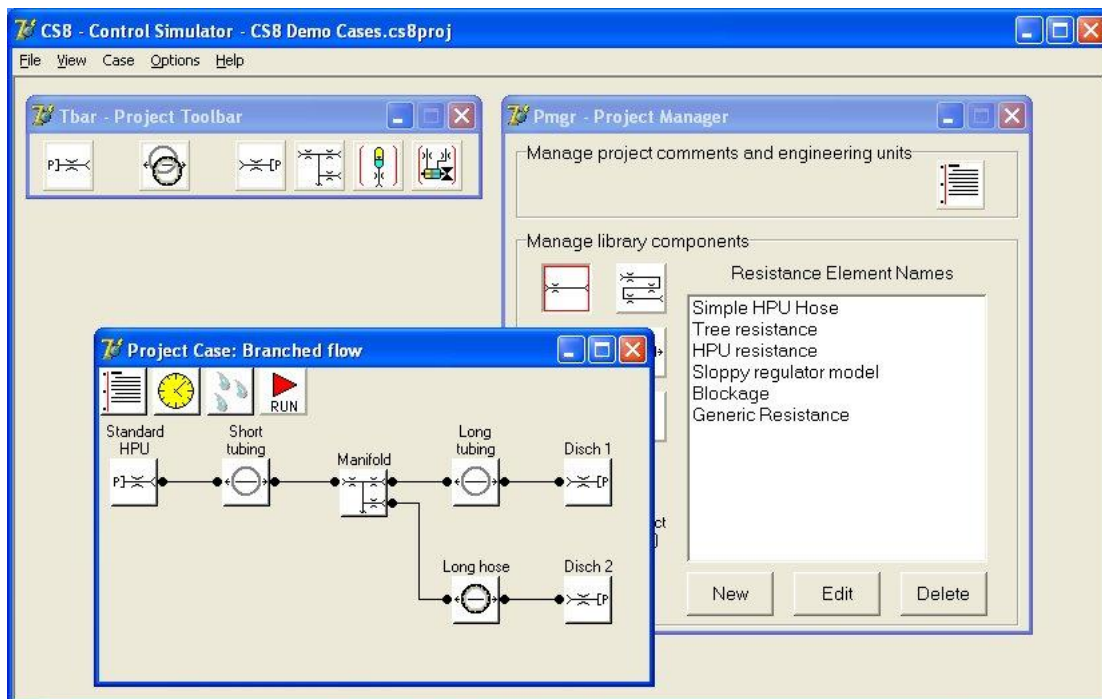 CS8 - Control Simulator - CS8 Demo Cases.cs8proj
File View Case Options Help
Tbar - Project Toolbar
P P
Pmgr - Project Manager
Manage project comments and engineering units
Manage library components
Resistance Element Names
Simple HPU Hose
Tree resistance
HPU resistance
Sloppy regulator model
Blockage
Generic Resistance
New Edit Delete
Project Case: Branched flow
RUN
Standard
HPU
Short
tubing
Manifold
Long
tubing
Disch 1
P
P
Long hose
Disch 2
P